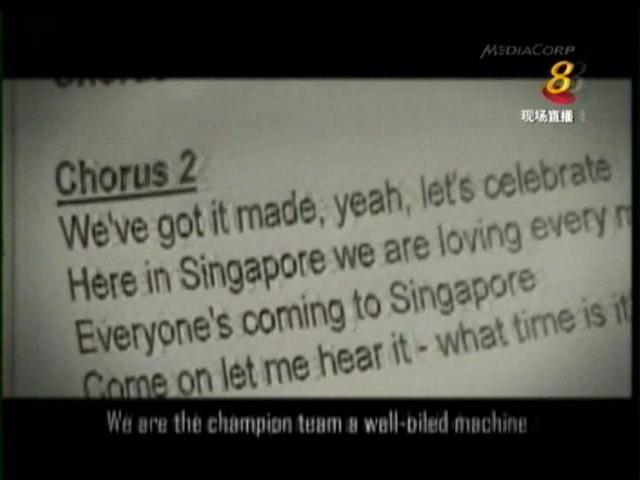 MEDIACORP
8
现场直播
Chorus 2
We've got it made, yeah, let's celebrate
Here in Singapore we are loving every
Everyone's coming to Singapore
Come on let me hear it - what time is it
We are the champion team a well-biled machine